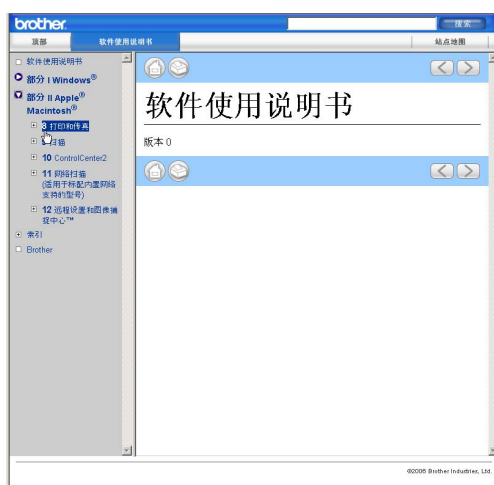 brother.
搜索
顶部
软件使用说明书
站点地图
软件使用说明书
部分 I Windows®
部分 II Apple®
Macintosh®
8 打印和传真
扫描
10 ControlCenter2
11 网络扫描
(适用于标配内置网络
支持的型号)
12 远程设置和图像捕
捉中心™
索引
Brother
软件使用说明书
版本 0
©2006 Brother Industries, Ltd.